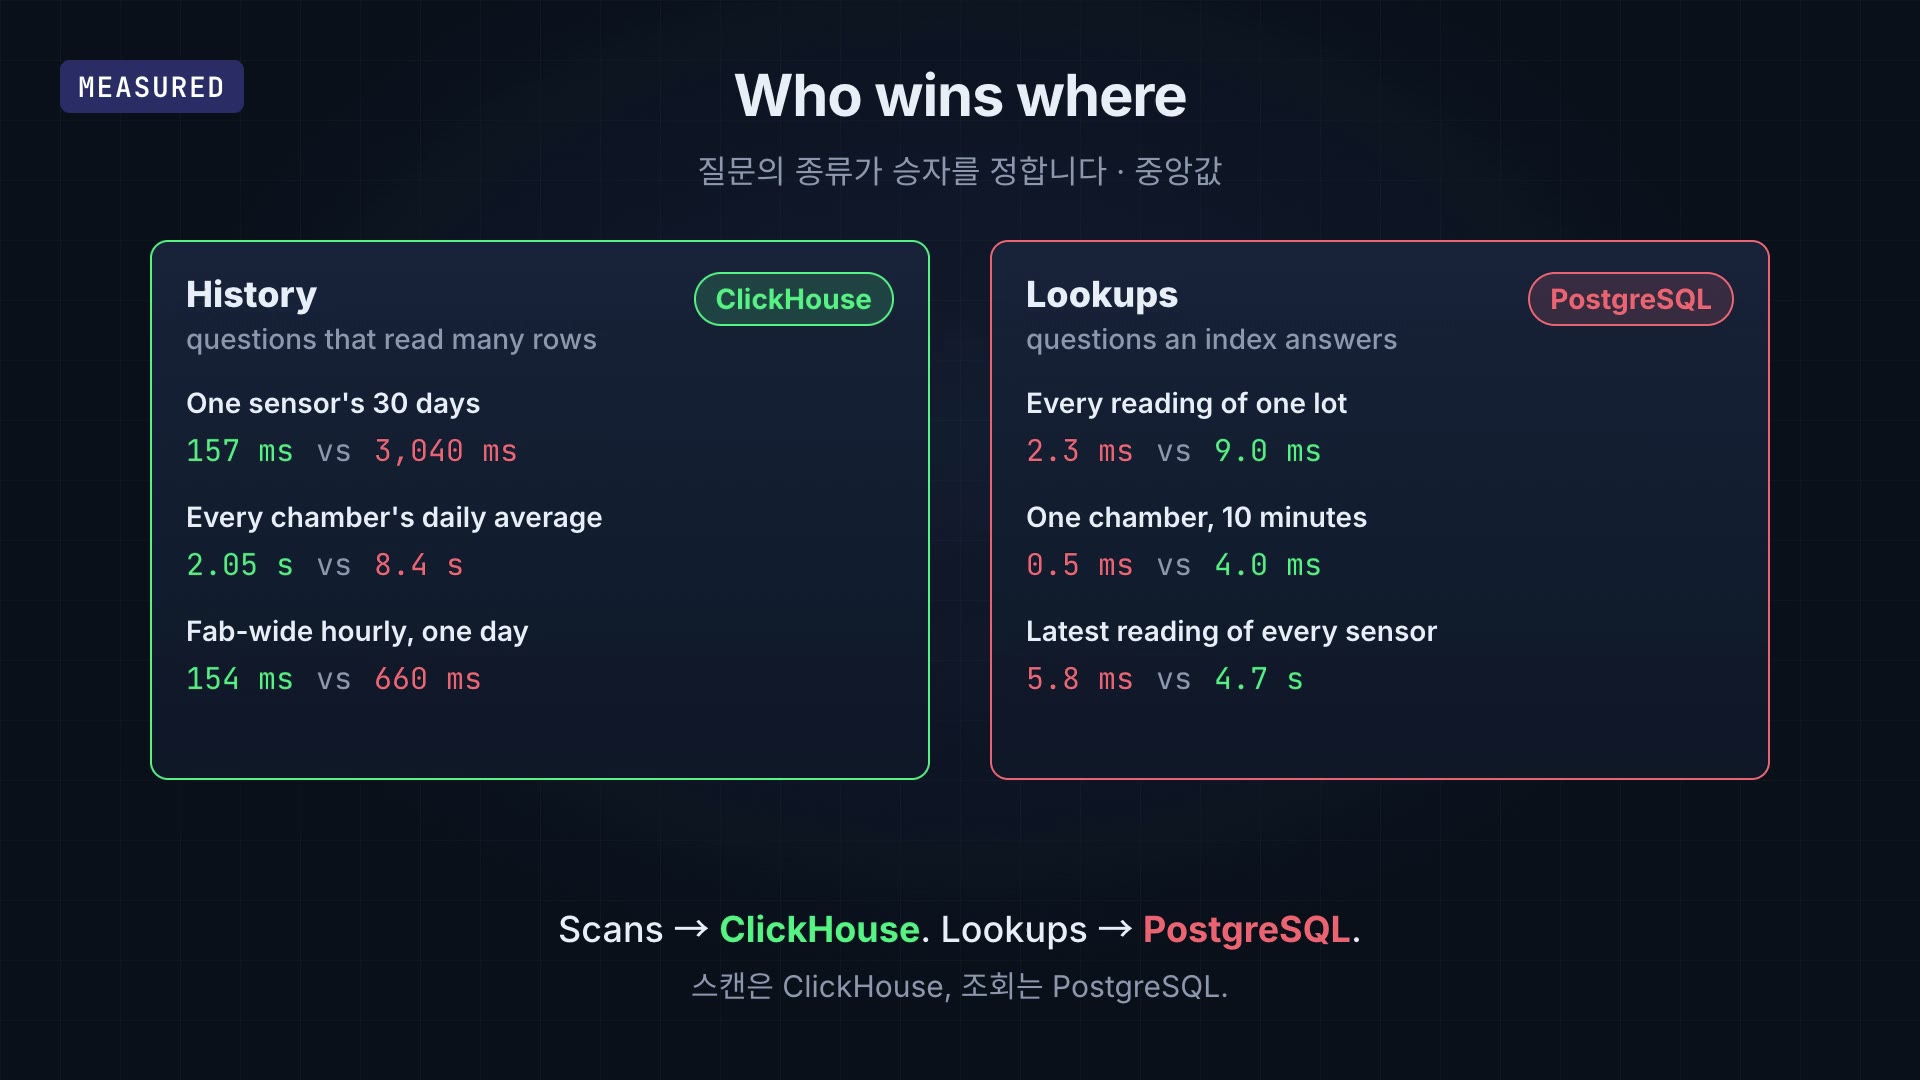 MEASURED
Who wins where
질문의 종류가 승자를 정합니다 · 중앙값
History
ClickHouse
questions that read many rows
One sensor's 30 days
157 ms vs 3,040 ms
Every chamber's daily average
2.05 s vs 8.4 s
Fab-wide hourly, one day
154 ms vs 660 ms
Lookups
PostgreSQL
questions an index answers
Every reading of one lot
2.3 ms vs 9.0 ms
One chamber, 10 minutes
0.5 ms vs 4.0 ms
Latest reading of every sensor
5.8 ms vs 4.7 s
Scans → ClickHouse. Lookups → PostgreSQL.
스캔은 ClickHouse, 조회는 PostgreSQL.